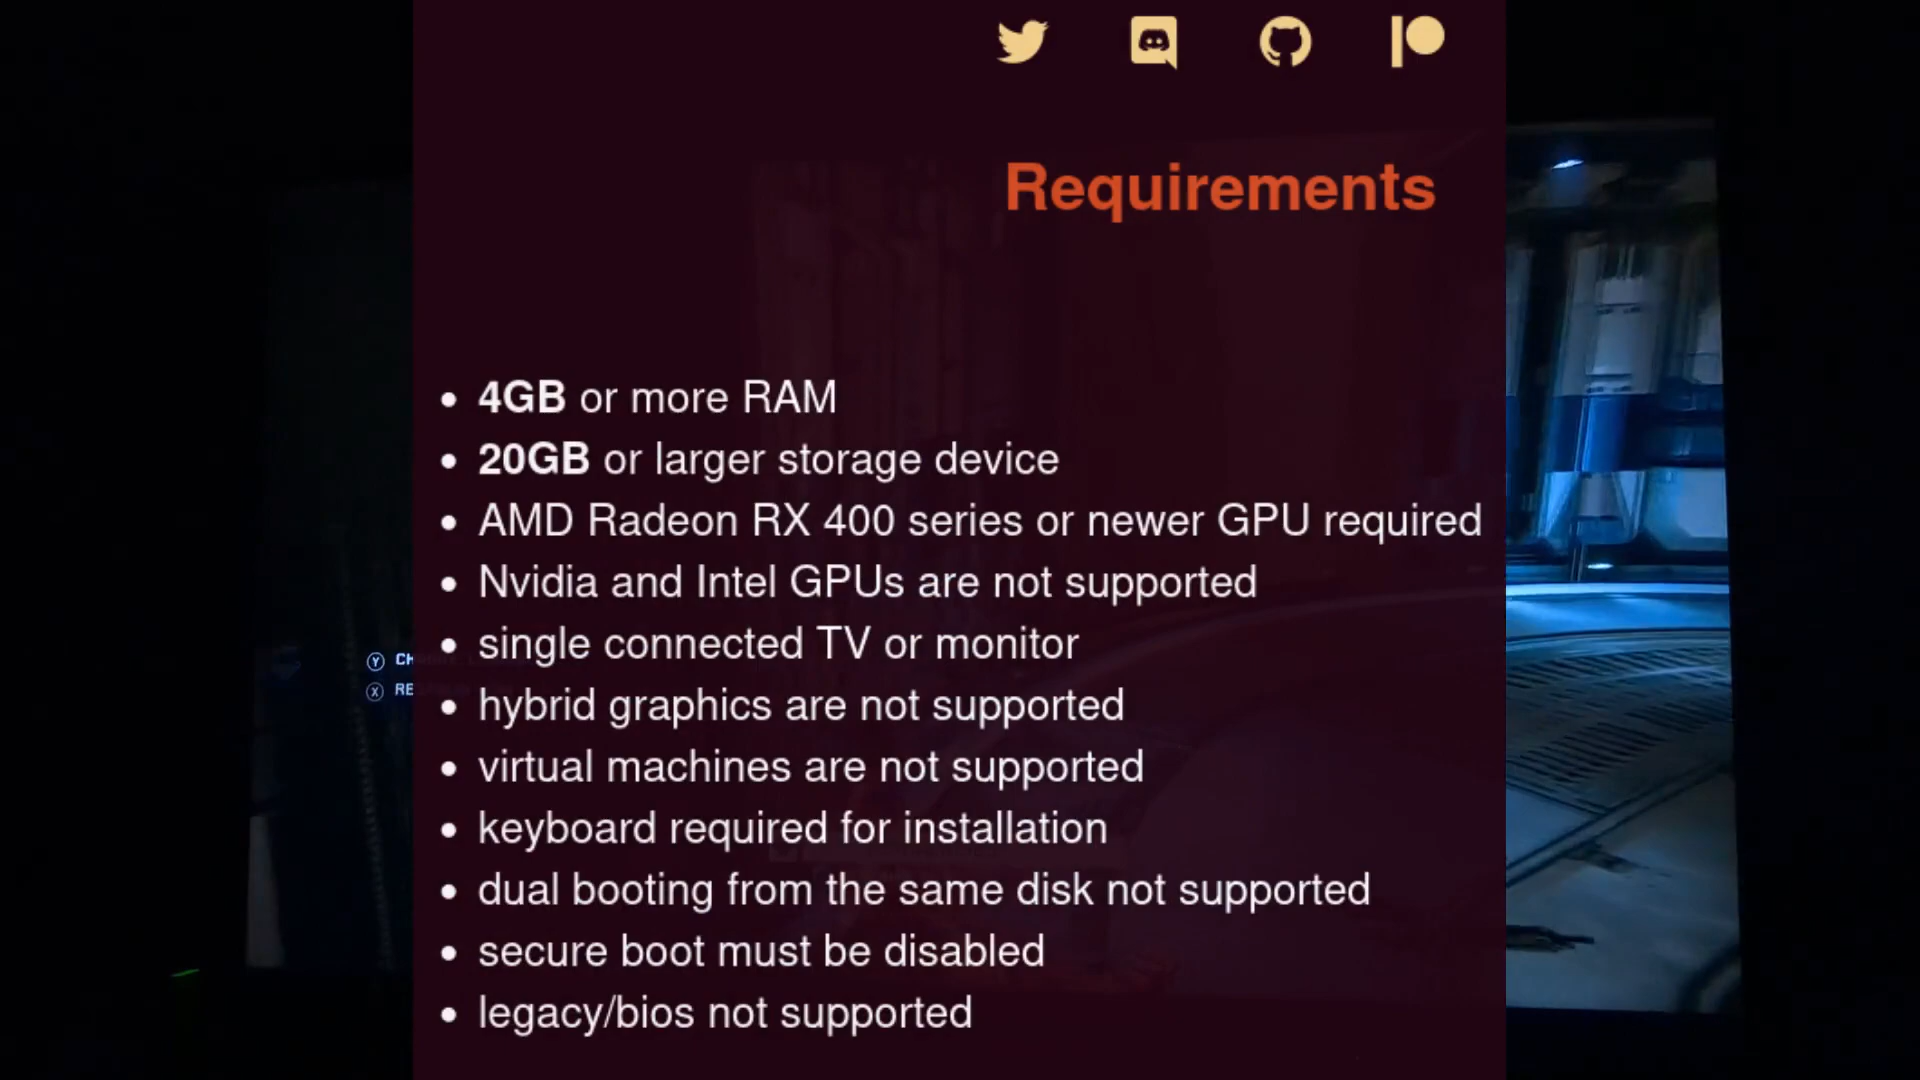 Requirements
4GB or more RAM
20GB or larger storage device
AMD Radeon RX 400 series or newer GPU required
Nvidia and Intel GPUs are not supported
single connected TV or monitor
hybrid graphics are not supported
Y CH
X RE
virtual machines are not supported
keyboard required for installation
dual booting from the same disk not supported
secure boot must be disabled
legacy/bios not supported